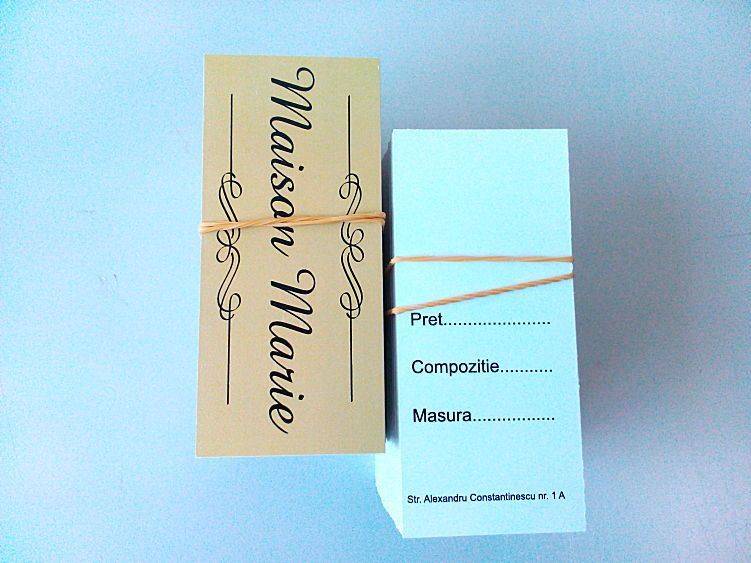 Maison Marie
Pret......................
Compozitie...........
Masura.................
Str. Alexandru Constantinescu nr. 1 A